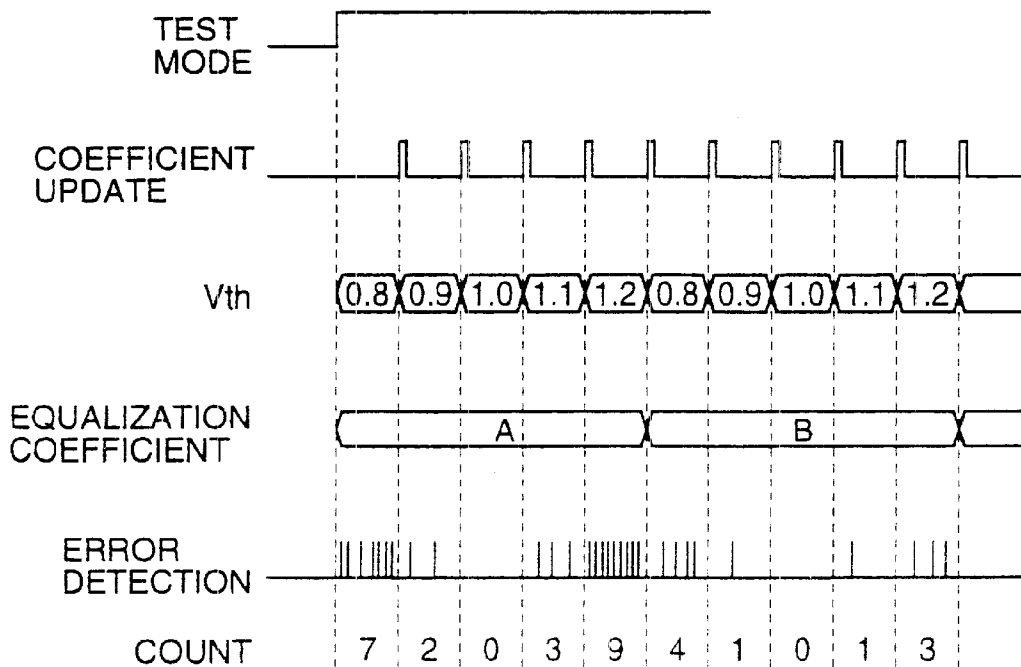 TEST
MODE
COEFFICIENT
UPDATE
Vth
0.8 0.9 1.0 1.1 1.2 0.8 0.9 1.0 1.1 1.2
EQUALIZATION
COEFFICIENT
A B
ERROR
DETECTION
COUNT 7 2 0 3 9 4 1 0 1 3